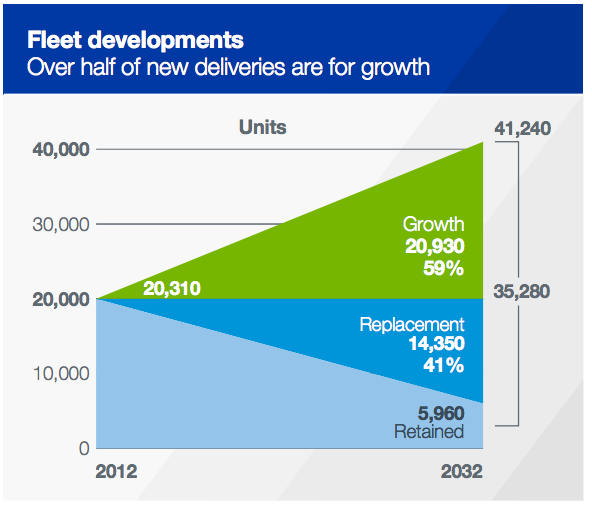 Fleet developments
Over half of new deliveries are for growth
Units
41,240
40,000
30,000
Growth
20,930
59%
20,310
20,000
35,280
Replacement
14,350
41%
10,000
5,960
Retained
0
2012
2032